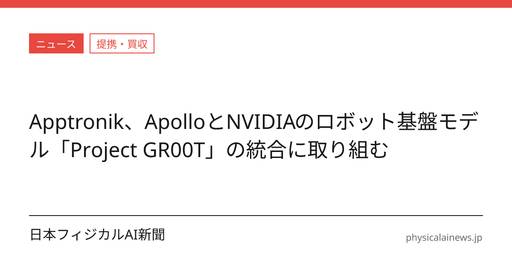 ニュース 提携・買収
Apptronik、ApolloとNVIDIAのロボット基盤モデ
ル「Project GR00T」の統合に取り組む
日本フィジカルAI新聞
physicalainews.jp